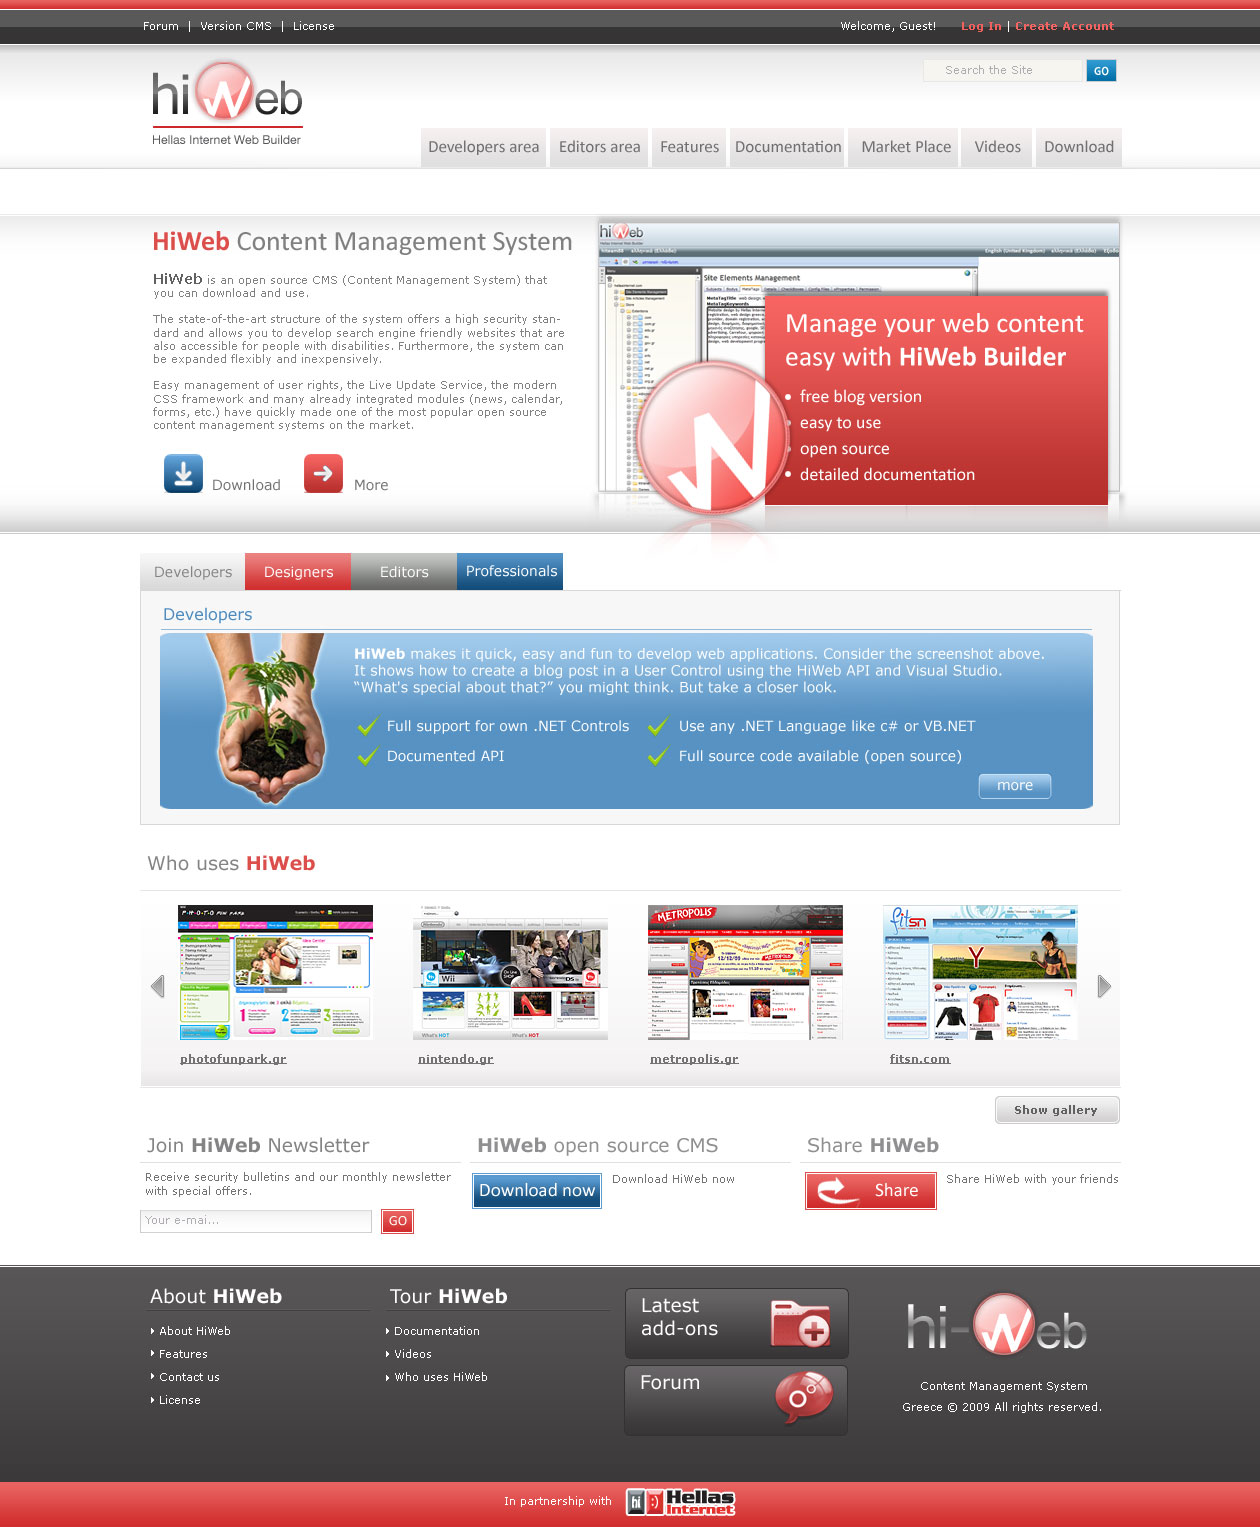 Forum | Version CMS | License
Welcome, Guest! Log In | Create Account
hiWeb
Hellas Internet Web Builder
Search the Site GO
Developers area Editors area Features Documentation Market Place Videos Download
HiWeb Content Management System
HiWeb is an open source CMS (Content Management System) that
you can download and use.
The state-of-the-art structure of the system offers a high security stan-
dard and allows you to develop search engine friendly websites that are
also accessible for people with disabilities. Furthermore, the system can
be expanded flexibly and inexpensively.
Easy management of user rights, the Live Update Service, the modern
CSS framework and many already integrated modules (news, calendar,
forms, etc.) have quickly made one of the most popular open source
content management systems on the market.
Download More
hiWeb
Site Elements Management
MetaTagTitle
MetaTagKeywords
Manage your web content
easy with HiWeb Builder
• free blog version
• easy to use
• open source
• detailed documentation
Developers Designers Editors Professionals
Developers
HiWeb makes it quick, easy and fun to develop web applications. Consider the screenshot above.
It shows how to create a blog post in a User Control using the HiWeb API and Visual Studio.
“What's special about that?” you might think. But take a closer look.
Full support for own .NET Controls Use any .NET Language like c# or VB.NET
Documented API Full source code available (open source)
more
Who uses HiWeb
METROPOLIS
fitsn
Wii
What's HOT What's HOT
photofunpark.gr nintendo.gr metropolis.gr fitsn.com
Show gallery
Join HiWeb Newsletter
Receive security bulletins and our monthly newsletter
with special offers.
Your e-mai... GO
HiWeb open source CMS
Download now Download HiWeb now
Share HiWeb
Share Share HiWeb with your friends
About HiWeb
About HiWeb
Features
Contact us
License
Tour HiWeb
Documentation
Videos
Who uses HiWeb
Latest
add-ons
Forum
hi-Web
Content Management System
Greece © 2009 All rights reserved.
In partnership with hi Hellas
Internet